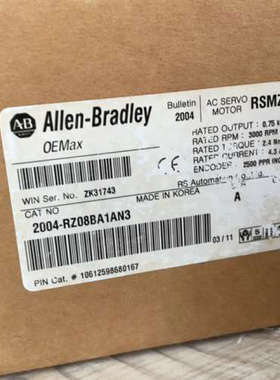 AB Allen-Bradley
OEMax
Bulletin
2004
AC SERVO
MOTOR
RSMZ
RATED OUTPUT : 0.75
RATED RPM : 3000 RPM
RATED TORQUE : 2.4
RATED CURRENT : 4.3
ENCODER : 2500 PPR
CE
WIN Ser. No. ZK31743
RS Automation
MADE IN KOREA
CAT NO
A
2004-RZ08BA1AN3
03 / 11
PIN Cat. # 10612598680167